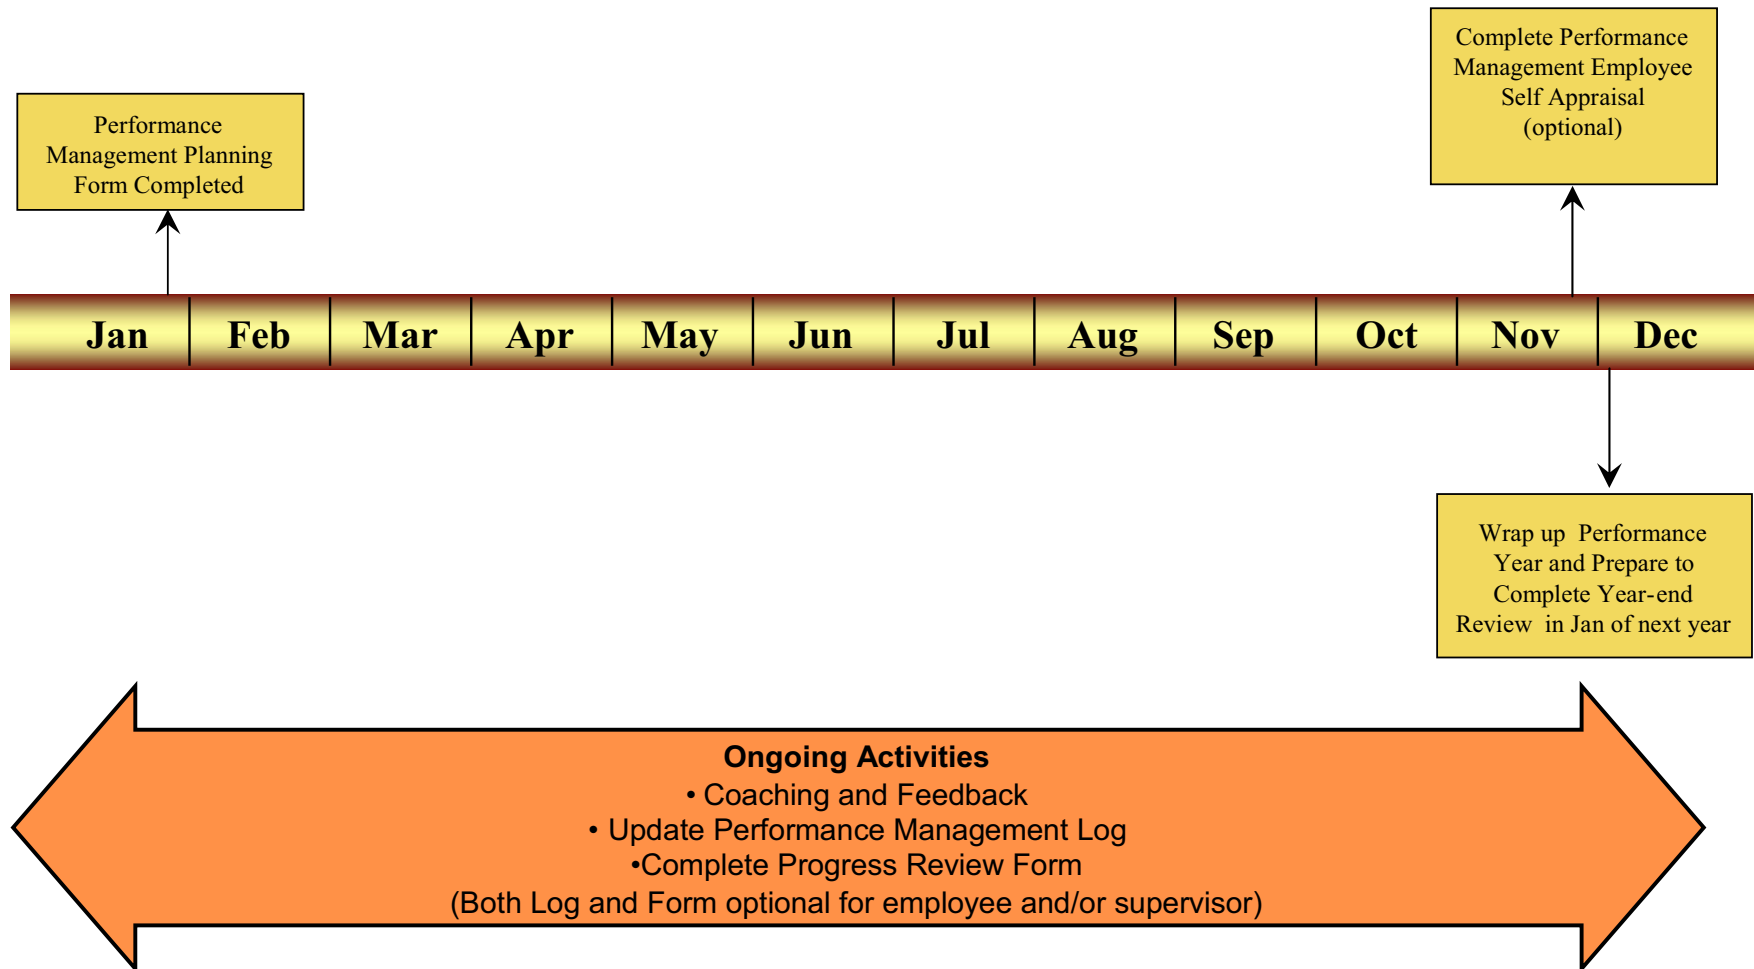 Complete Performance
Management Employee
Self Appraisal
(optional)
Performance
Management Planning
Form Completed
Jan Feb Mar Apr May Jun Jul Aug Sep Oct Nov Dec
Wrap up Performance
Year and Prepare to
Complete Year-end
Review in Jan of next year
Ongoing Activities
• Coaching and Feedback
• Update Performance Management Log
•Complete Progress Review Form
(Both Log and Form optional for employee and/or supervisor)